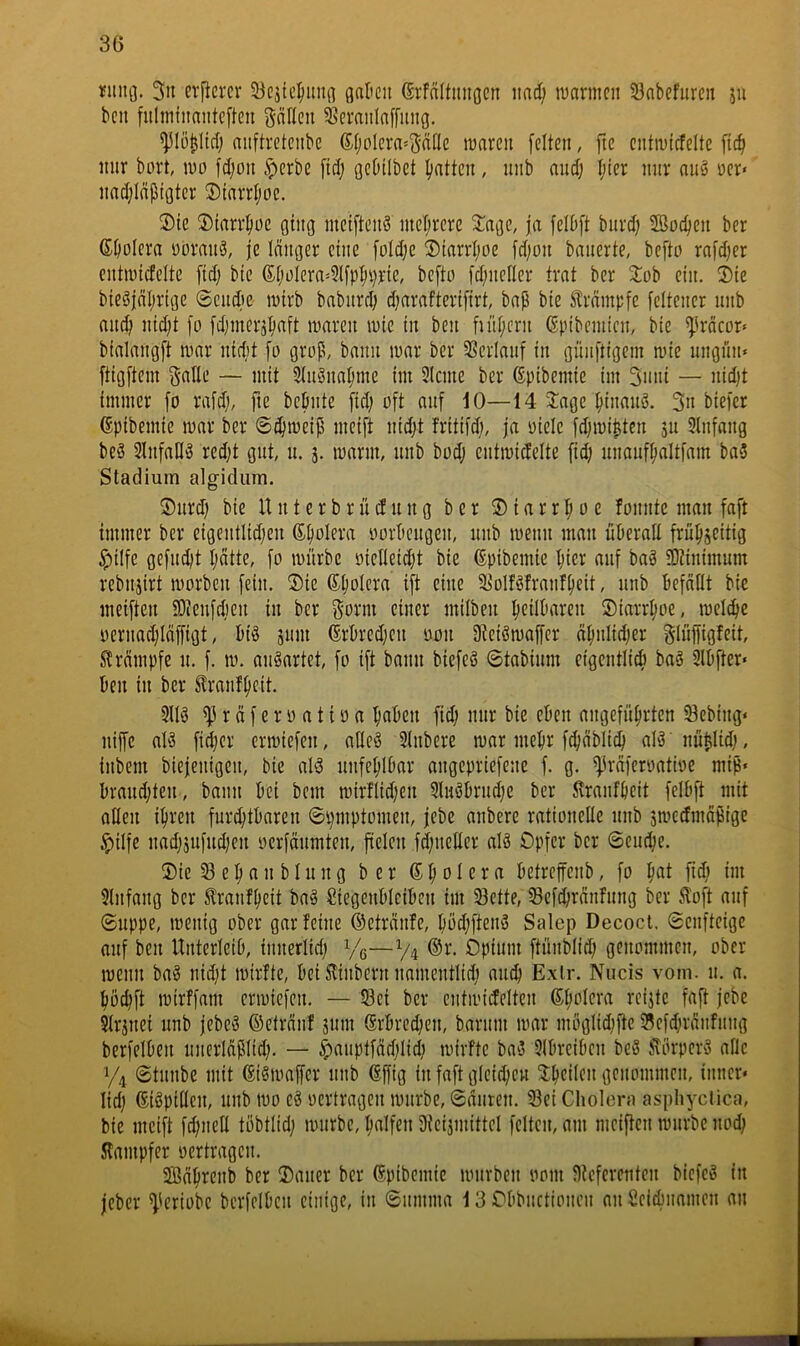 36
rung. In ersterer Beziehung gaben Erkältungen nach warmen Badekuren zu
den fulminantesten Fällen Veranlassung.
Plötzlich auftretende Cholera-Fälle waren selten, sie entwickelte sich
nur dort, wo schon Herde sich gebildet hatten, und auch hier nur aus ver-
nachläßigter Diarrhoe.
Die Diarrhoe ging meistens mehrere Tage, ja selbst durch Wochen der
Cholera voraus, je länger eine solche Diarrhoe schon dauerte, desto rascher
entwickelte sich die Cholera-Asphyxie, desto schneller trat der Tod ein. Die
diesjährige Seuche wird dadurch charakterisirt, daß die Krämpfe seltener und
auch nicht so schmerzhaft waren wie in den früheru Epidemien, die Präcor-
dialangst war nicht so groß, dann war der Verlauf in günstigem wie ungün-
stigstem Falle — mit Ausnahme im Acme der Epidemie im Juni — nicht
immer so rasch, sie dehnte sich oft auf 10—14 Tage hinaus. In dieser
Epidemie war der Schweiß meist nicht kritisch, ja viele schwitzten zu Anfang
des Anfalls recht gut, u. z. warm, und doch entwickelte sich unaufhaltsam das
Stadium algidum.
Durch die Unterbrückung der Diarrhoe konnte man fast
immer der eigentlichen Cholera vorbeugen, und wenn man überall frühzeitig
Hilfe gesucht hätte, so würde vielleicht die Epidemie hier auf das Minimum
reduzirt worden sein. Die Cholera ist eine Volkskrankheit, und befällt die
meisten Menschen in der Form einer milden heilbaren Diarrhoe, welche
vernachlässigt, bis zum Erbrechen von Reiswasser ähnlicher Flüssigkeit,
Krämpfe u. s. w. ausartet, so ist dann dieses Stadium eigentlich das Abster-
ben in der Krankheit.
Als Präservativa haben sich nur die eben angeführten Beding-
nisse als sicher erwiesen, alles Andere war mehr schädlich als nützlich,
indem diejenigen, die als unfehlbar angepriesene s. g. Präservative miß-
brauchten, dann bei dem wirklichen Ausbruche der Krankheit selbst mit
allen ihren furchtbaren Symptomen, jede andere rationelle und zweckmäßige
Hilfe nachzusuchen versäumten, fielen schneller als Opfer der Seuche.
Die Behandlung der Cholera betreffend, so hat sich im
Anfang der Krankheit das Liegenbleiben im Bette, Beschränkung der Kost auf
Suppe, wenig oder gar keine Getränke, höchstens Salep Decoct. Senfteige
auf den Unterleib, innerlich 1/6—1/4 Gr. Opium stündlich genommen, oder
wenn das nicht wirkte, bei Kindern namentlich auch Extr. Nucis vom. u. a.
höchst wirksam erwiesen. — Bei der entwickelten Cholera reizte fast jede
Arznei und jedes Getränk zum Erbrechen, darum war möglichste Beschränkung
derselben unerläßlich. — Hauptsächlich wirkte das Abreiben des Körpers alle
1/4 Stunde mit Eiswasser und Essig in fast gleichen Theilen genommen, inner-
lich Eispillen, und wo es vertragen wurde, Säuren. Bei Cholera asphyctica,
die meist schnell tödtlich wurde, halfen Reizmittel selten, am meisten wurde noch
Kampfer vertragen.
Während der Dauer der Epidemie wurden vom Referenten dieses in
jeder Periode derselben einige, in Summa 13 Obductionen an Leichnamen an